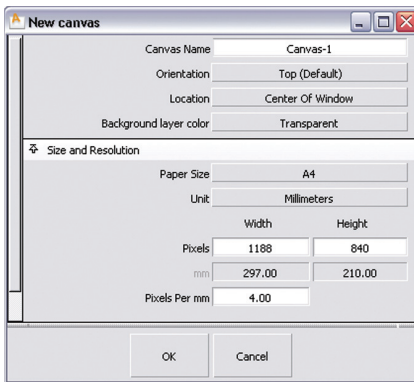 New canvas
Canvas Name Canvas-1
Orientation Top (Default)
Location Center Of Window
Background layer color Transparent
Size and Resolution
Paper Size A4
Unit Millimeters
Width Height
Pixels 1188 840
mm 297.00 210.00
Pixels Per mm 4.00
OK Cancel